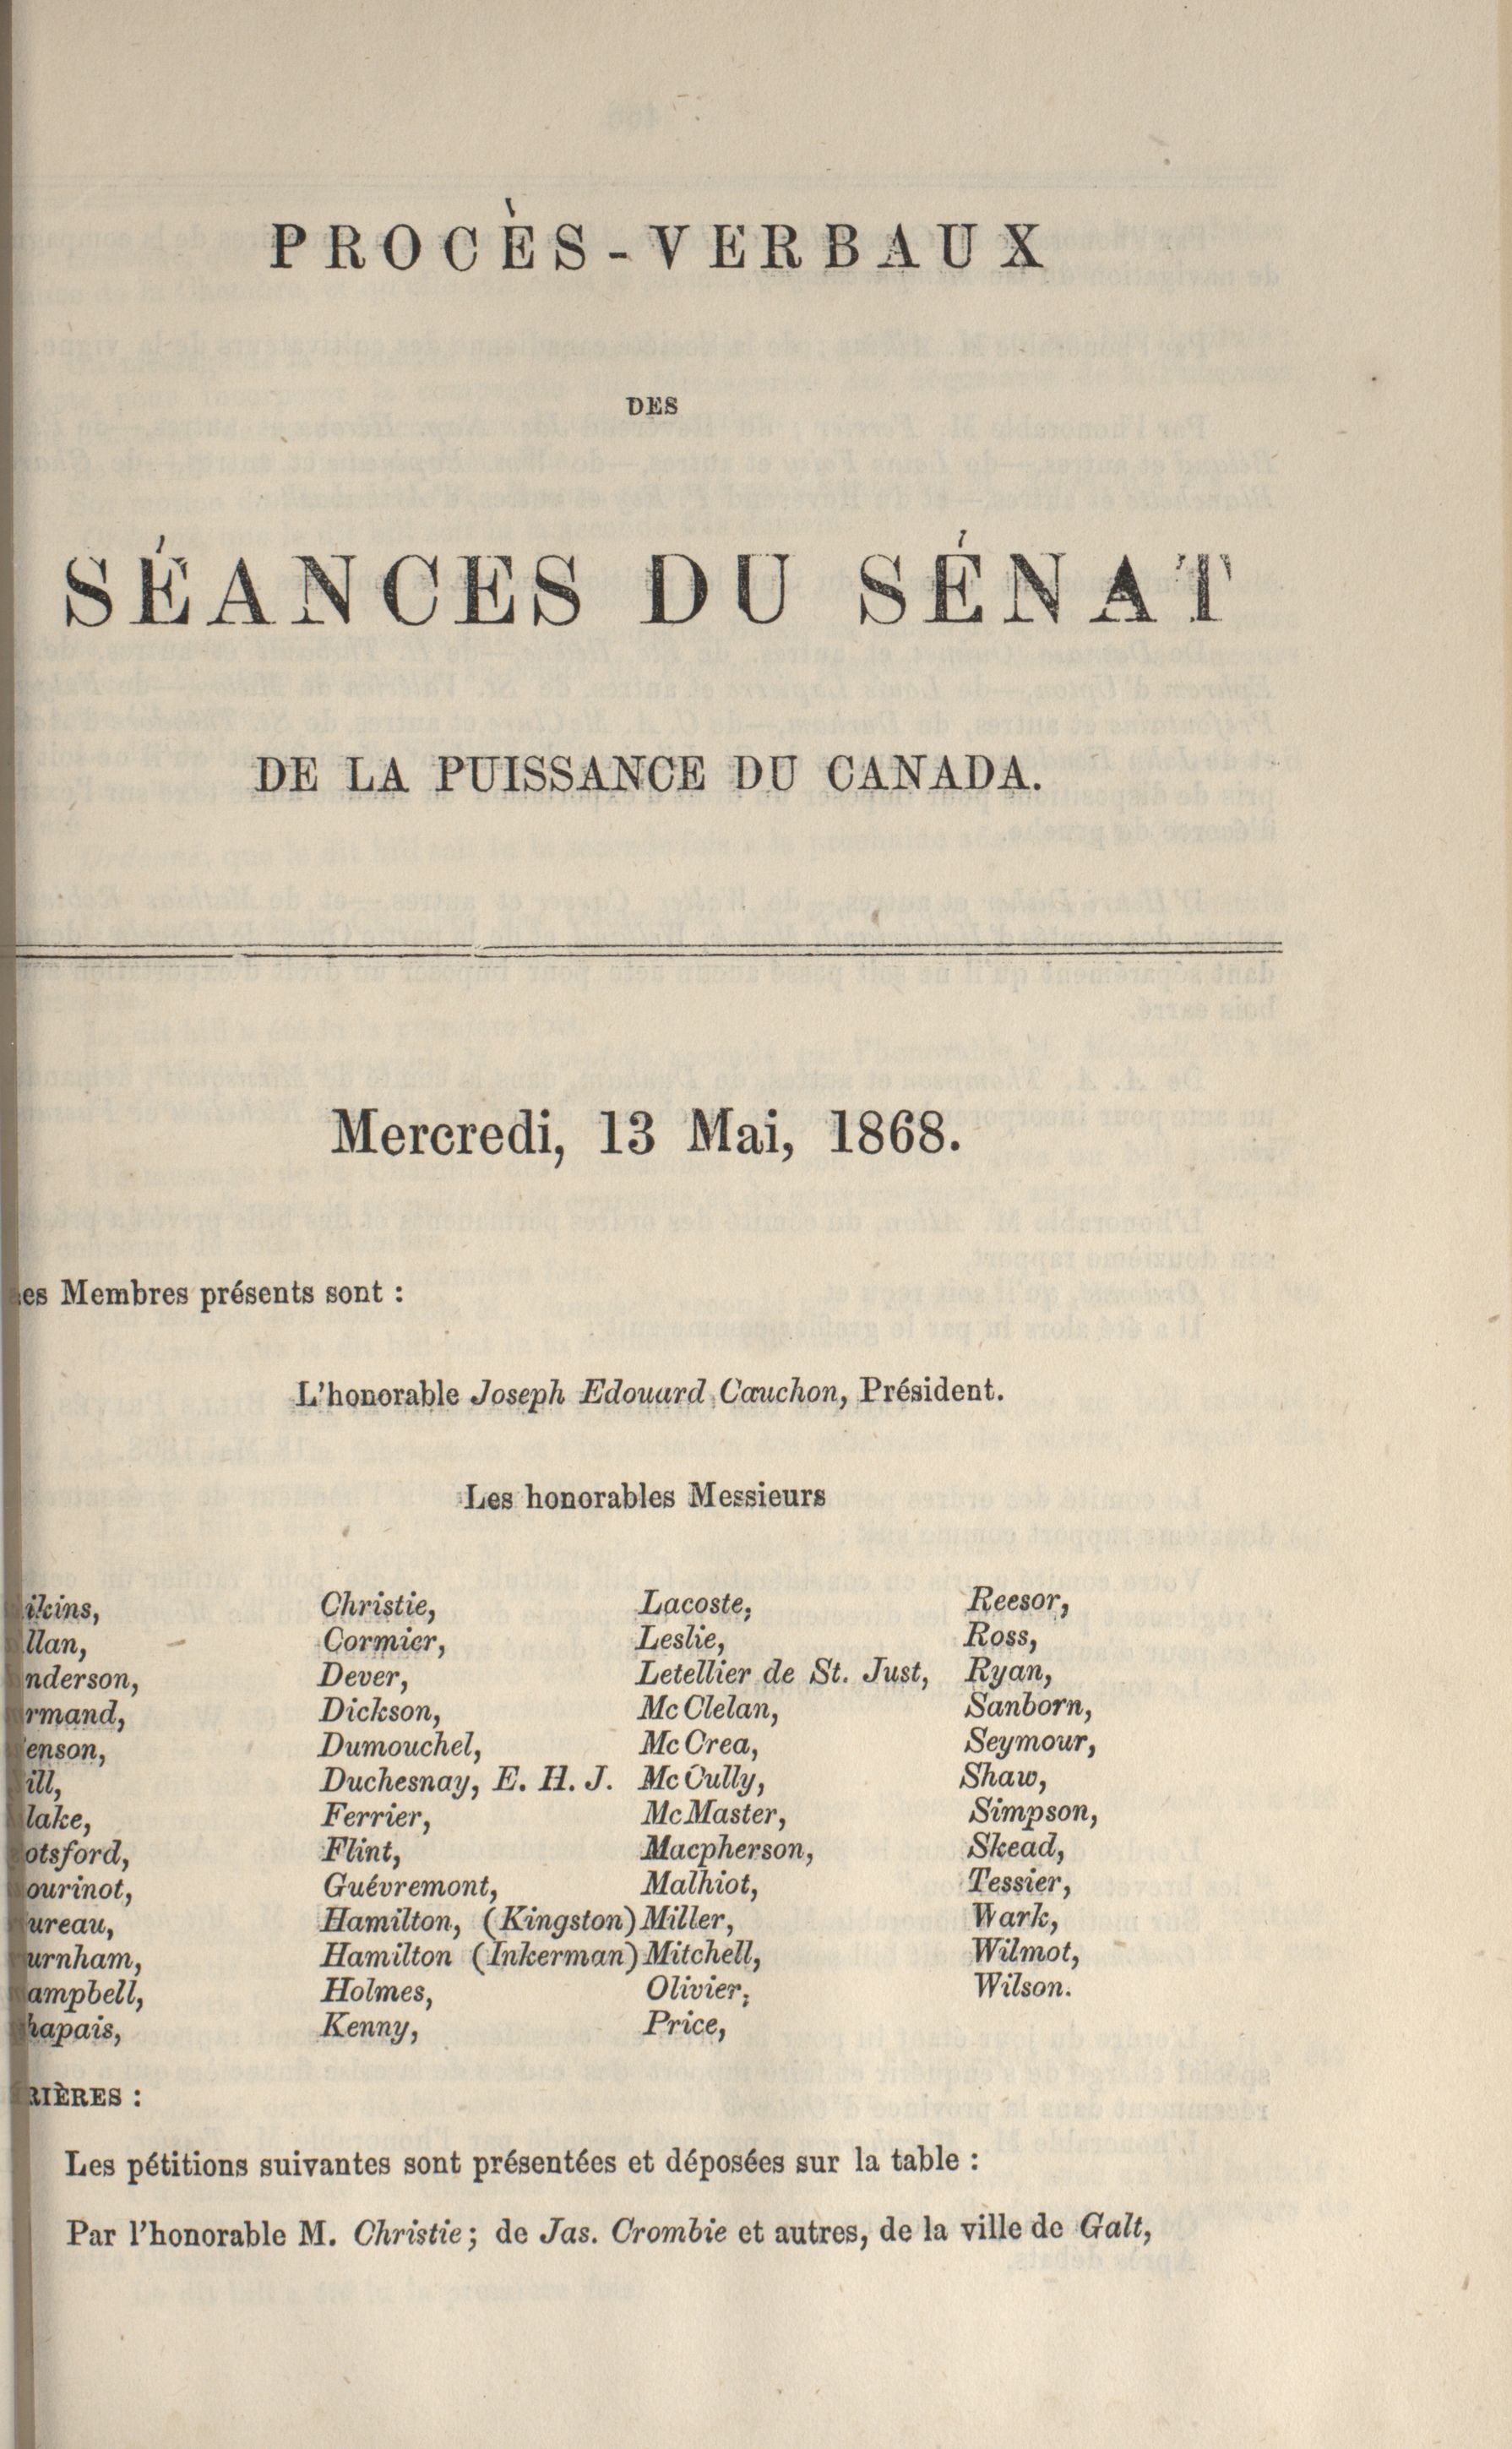 PROCÈS-VERBAUX
DES
SÉANCES DU SÉNAT
DE LA PUISSANCE DU CANADA.
Mercredi, 13 Mai, 1868.
es Membres présents sont :
L'honorable Joseph Edouard Cauchon, Président.
Les honorables Messieurs
ikins,
llan,
nderson,
rmand,
enson,
ill,
lake,
otsford,
ourinot,
ureau,
urnham,
ampbell,
hapais,
Christie,
Cormier,
Dever,
Dickson,
Dumouchel,
Duchesnay, E. H. J.
Ferrier,
Flint,
Guévremont,
Hamilton, (Kingston)
Hamilton (Inkerman)
Holmes,
Kenny,
Lacoste,
Leslie,
Letellier de St. Just,
McClelan,
McCrea,
McCully,
McMaster,
Macpherson,
Malhiot,
Miller,
Mitchell,
Olivier,
Price,
Reesor,
Ross,
Ryan,
Sanborn,
Seymour,
Shaw,
Simpson,
Skead,
Tessier,
Wark,
Wilmot,
Wilson.
RIÈRES :
Les pétitions suivantes sont présentées et déposées sur la table :
Par l'honorable M. Christie; de Jas. Crombie et autres, de la ville de Galt,